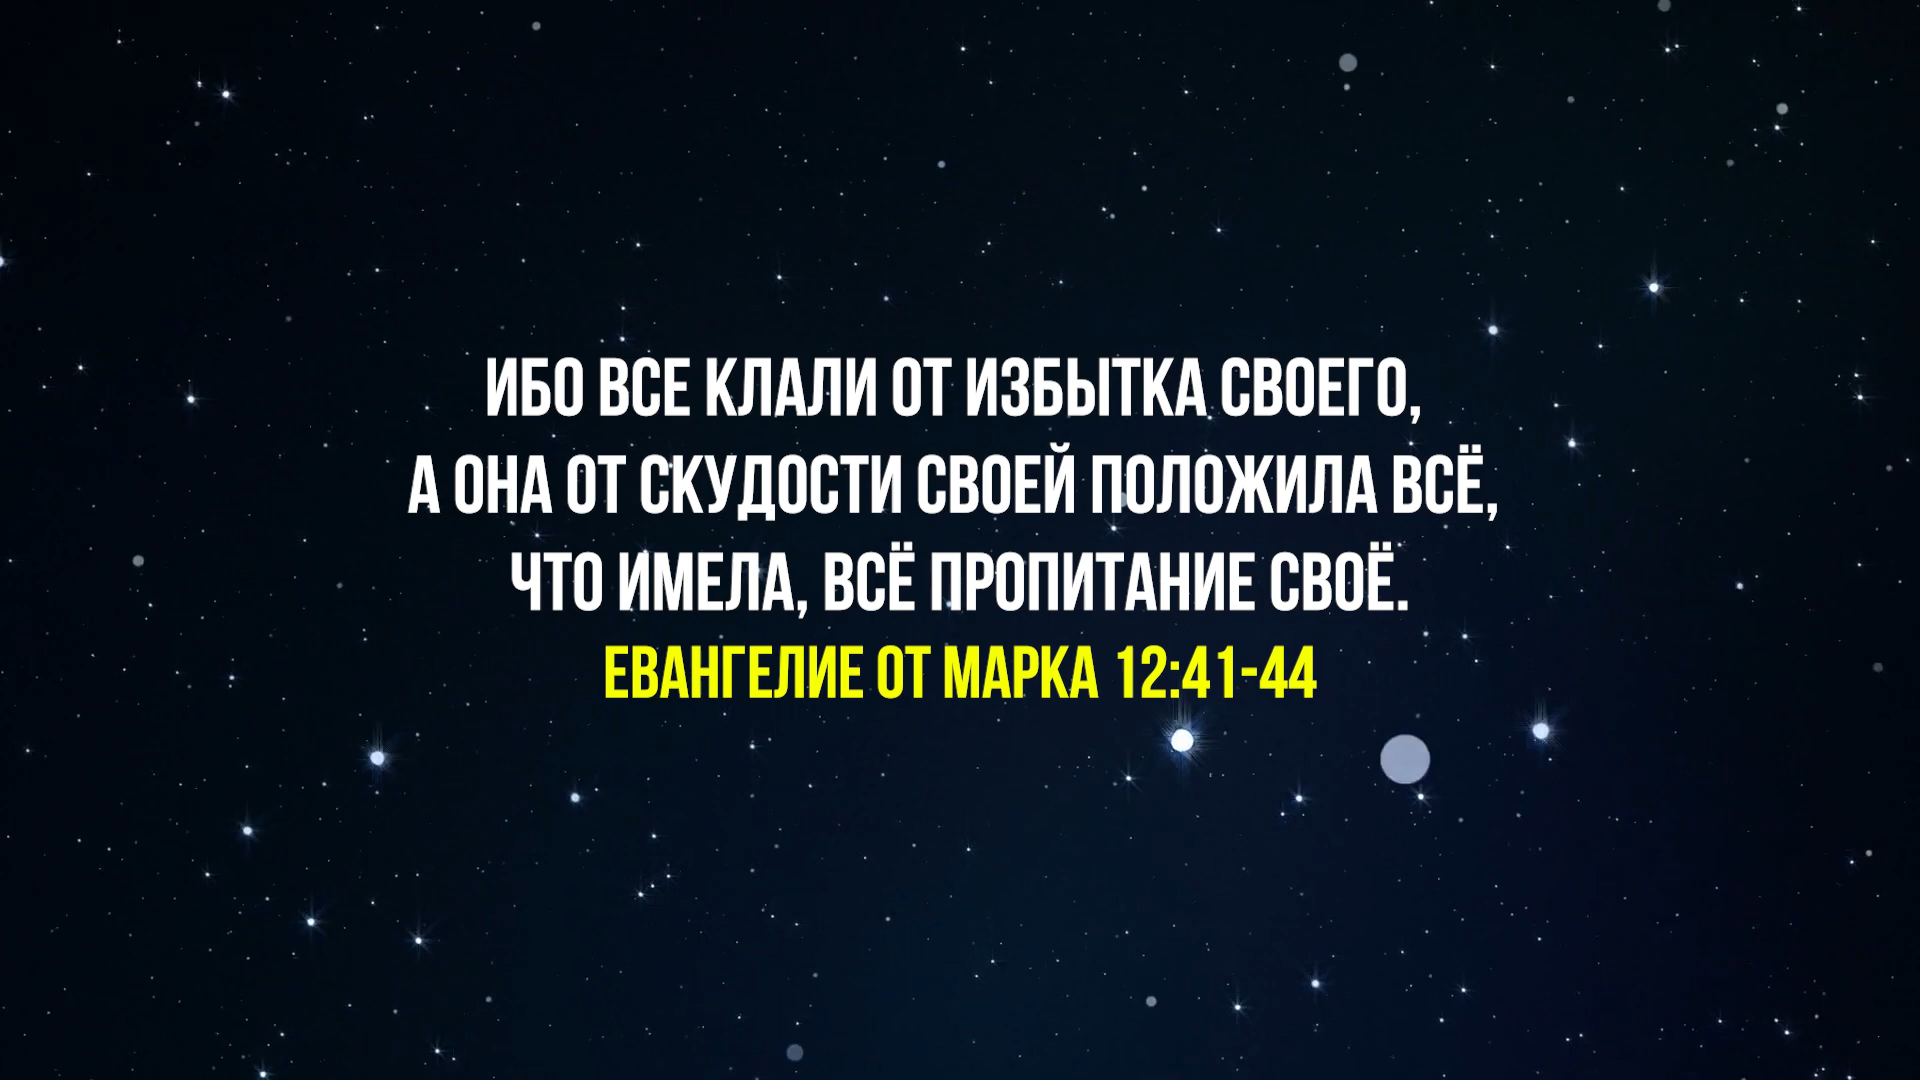 ИБО ВСЕ КЛАЛИ ОТ ИЗБЫТКА СВОЕГО,
А ОНА ОТ СКУДОСТИ СВОЕЙ ПОЛОЖИЛА ВСЁ,
ЧТО ИМЕЛА, ВСЁ ПРОПИТАНИЕ СВОЁ.
ЕВАНГЕЛИЕ ОТ МАРКА 12:41-44